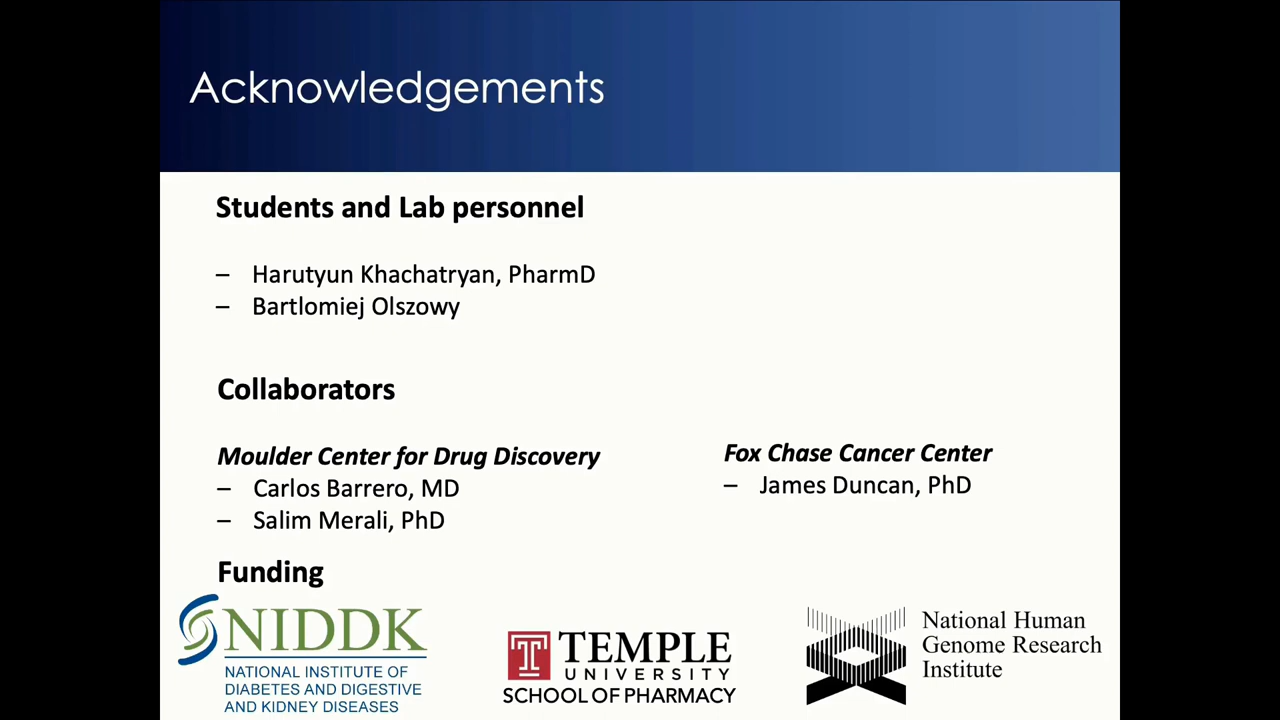 Acknowledgements
Students and Lab personnel
– Harutyun Khachatryan, PharmD
– Bartlomiej Olszowy
Collaborators
Moulder Center for Drug Discovery
– Carlos Barrero, MD
– Salim Merali, PhD
Fox Chase Cancer Center
– James Duncan, PhD
Funding
NIDDK
NATIONAL INSTITUTE OF
DIABETES AND DIGESTIVE
AND KIDNEY DISEASES
T TEMPLE
UNIVERSITY
SCHOOL OF PHARMACY
National Human
Genome Research
Institute